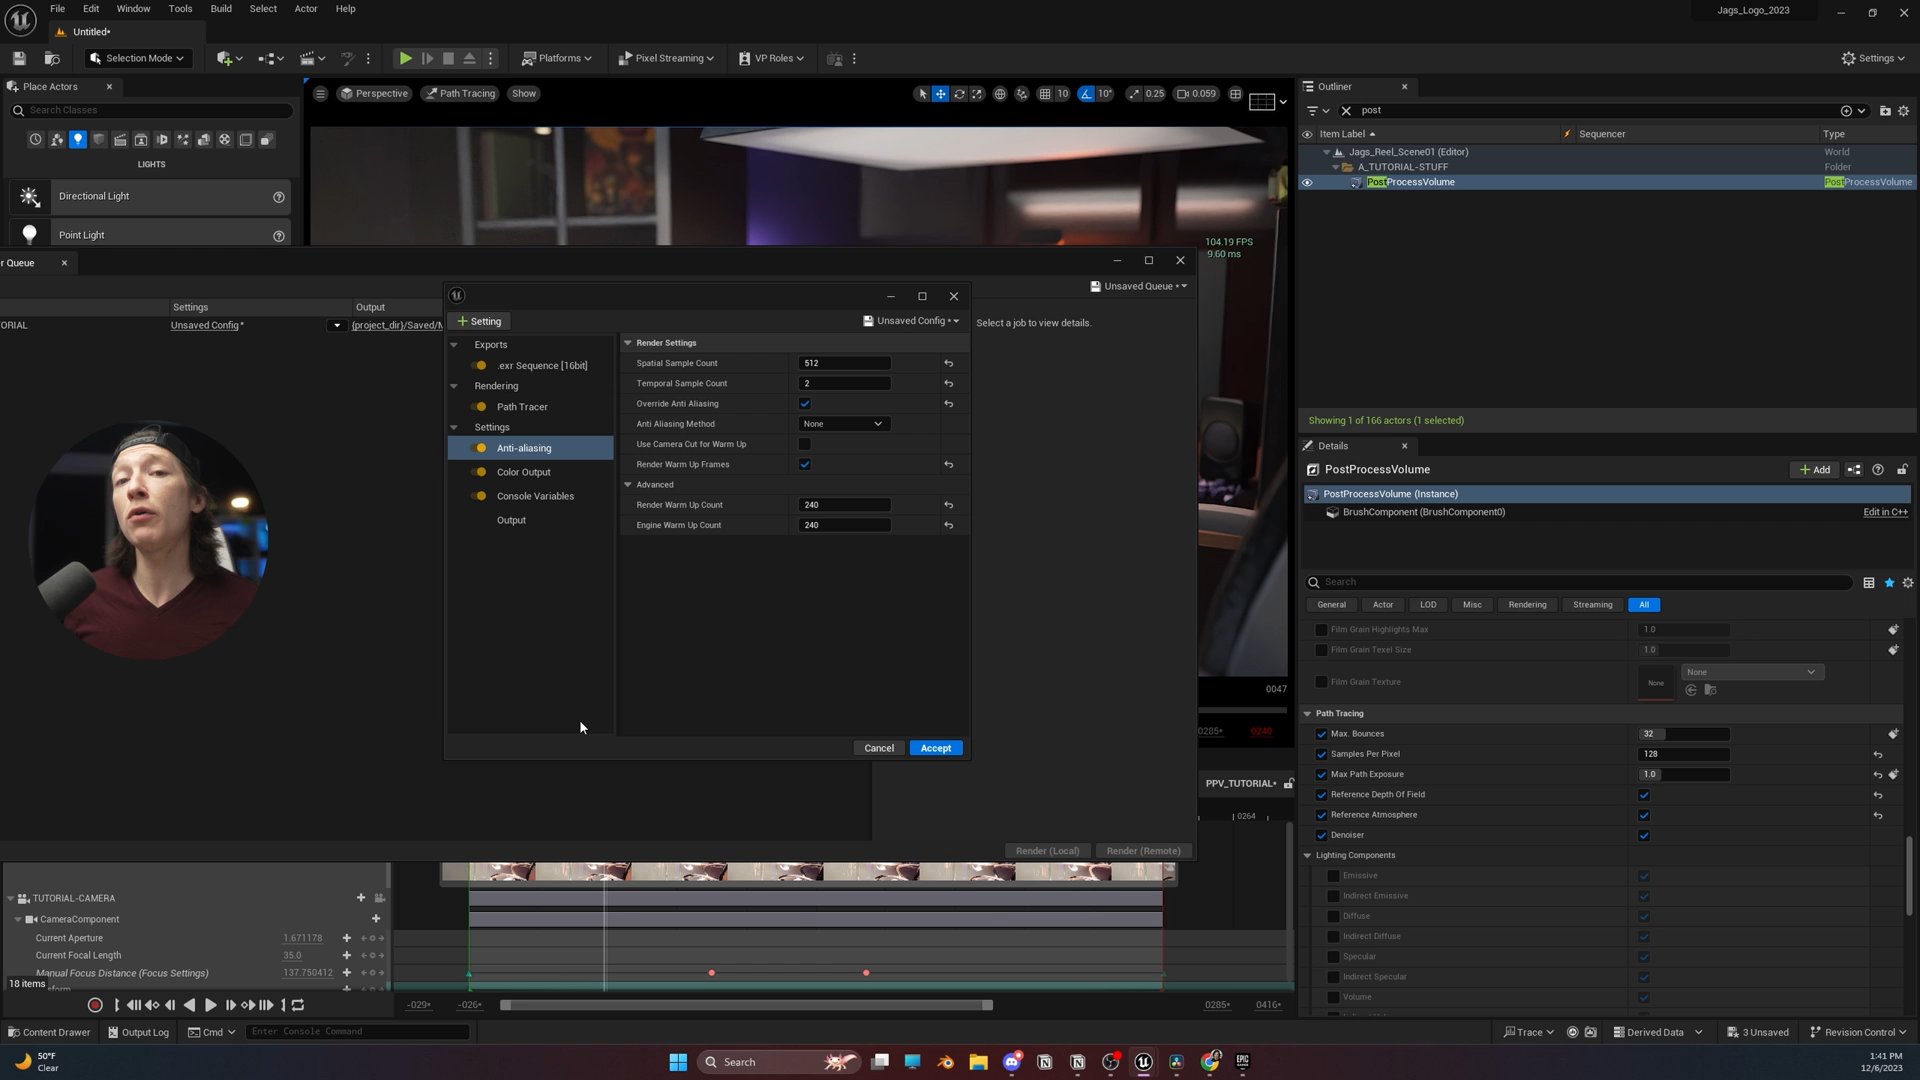 File Edit Window Tools Build Select Actor Help
Jags_Logo_2023
Untitled*
Selection Mode
Platforms
Pixel Streaming
VP Roles
Settings
Place Actors
Search Classes
LIGHTS
Directional Light
Point Light
Perspective
Path Tracing
Show
10
10°
0.25
0.059
104.19 FPS
9.60 ms
Outliner
post
Item Label
Sequencer
Type
Jags_Reel_Scene01 (Editor)
World
A_TUTORIAL-STUFF
Folder
PostProcessVolume
PostProcessVolume
Showing 1 of 166 actors (1 selected)
r Queue
Unsaved Queue *
Settings
Output
ORIAL
Unsaved Config*
{project_dir}/Saved/M
Select a job to view details.
Setting
Unsaved Config *
Exports
.exr Sequence [16bit]
Rendering
Path Tracer
Settings
Anti-aliasing
Color Output
Console Variables
Output
Render Settings
Spatial Sample Count 512
Temporal Sample Count 2
Override Anti Aliasing
Anti Aliasing Method None
Use Camera Cut for Warm Up
Render Warm Up Frames
Advanced
Render Warm Up Count 240
Engine Warm Up Count 240
Cancel
Accept
Render (Local)
Render (Remote)
0047
0285*
0240
PPV_TUTORIAL*
0264
Details
PostProcessVolume
Add
PostProcessVolume (Instance)
BrushComponent (BrushComponent0)
Edit in C++
Search
General Actor LOD Misc Rendering Streaming All
Film Grain Highlights Max 1.0
Film Grain Texel Size 1.0
Film Grain Texture None None
Path Tracing
Max. Bounces 32
Samples Per Pixel 128
Max Path Exposure 1.0
Reference Depth Of Field
Reference Atmosphere
Denoiser
Lighting Components
Emissive
Indirect Emissive
Diffuse
Indirect Diffuse
Specular
Indirect Specular
Volume
TUTORIAL-CAMERA
CameraComponent
Current Aperture 1.671178
Current Focal Length 35.0
Manual Focus Distance (Focus Settings) 137.750412
18 items
-029*
-026*
0285*
0416*
Content Drawer
Output Log
Cmd
Enter Console Command
Trace
Derived Data
3 Unsaved
Revision Control
50°F
Clear
Search
1:41 PM
12/6/2023